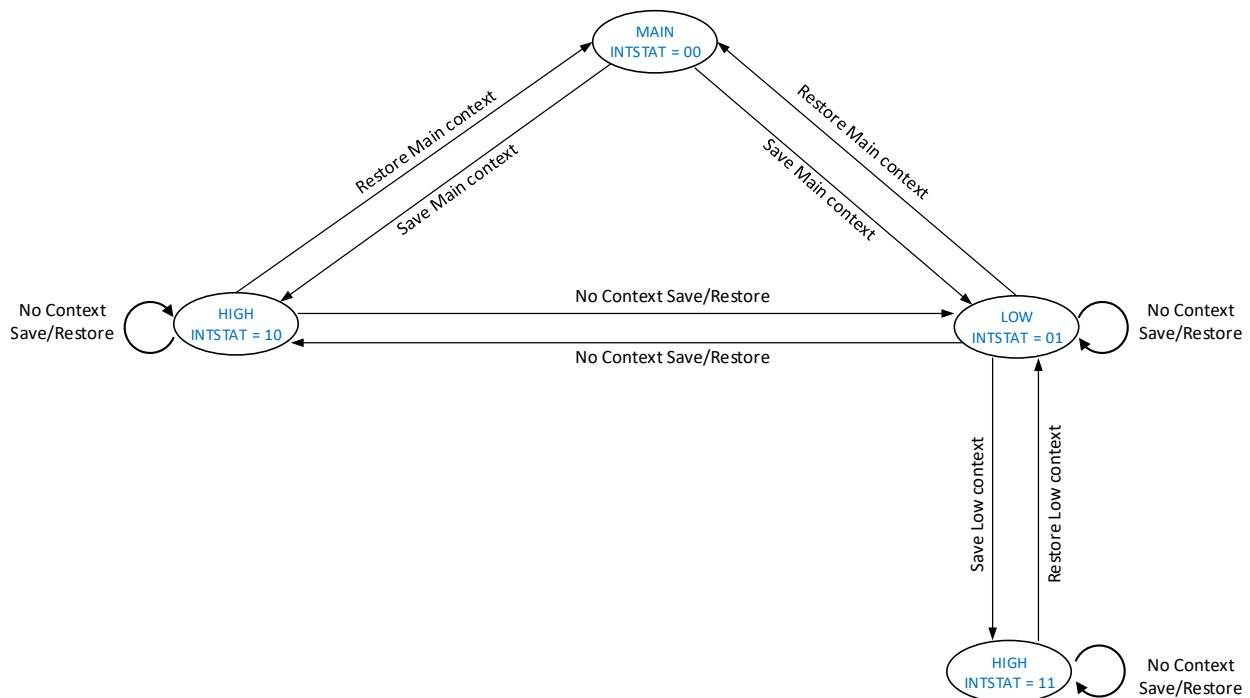 MAIN
INTSTAT = 00
Restore Main context
Save Main context
Save Main context
Restore Main context
No Context
Save/Restore
HIGH
INTSTAT = 10
No Context Save/Restore
No Context Save/Restore
LOW
INTSTAT = 01
No Context
Save/Restore
Save Low context
Restore Low context
HIGH
INTSTAT = 11
No Context
Save/Restore